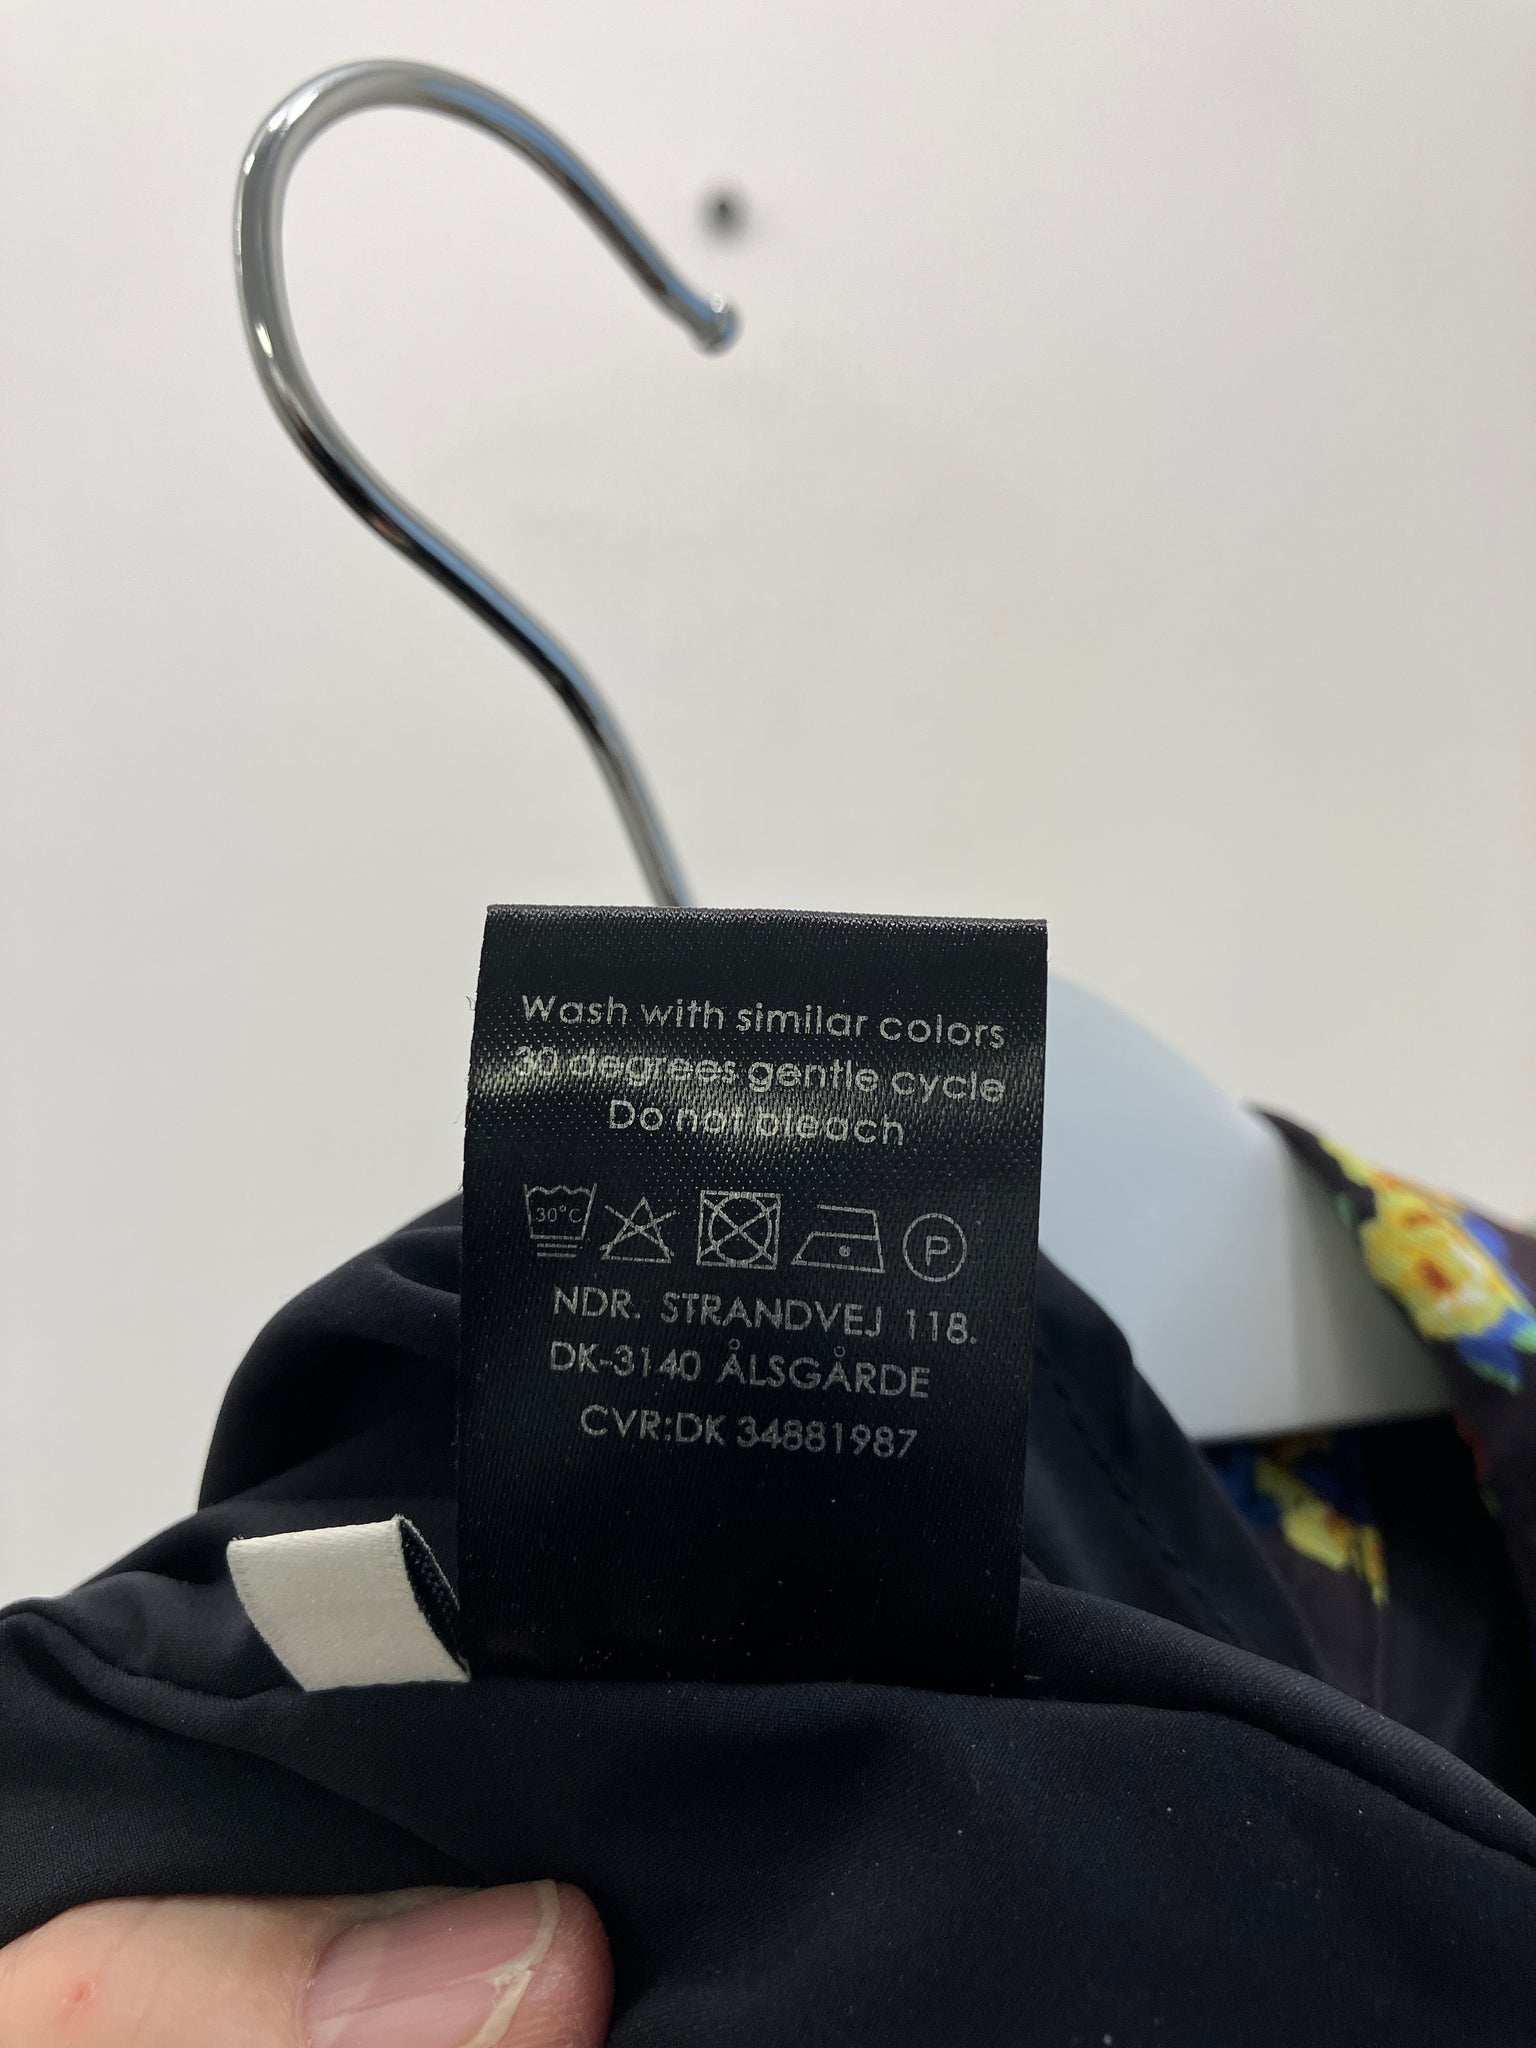 Wash with similar colors
30 degrees gentle cycle
Do not bleach
30°C P
NDR. STRANDVEJ 118.
DK-3140 ÅLSGÅRDE
CVR:DK 34881987